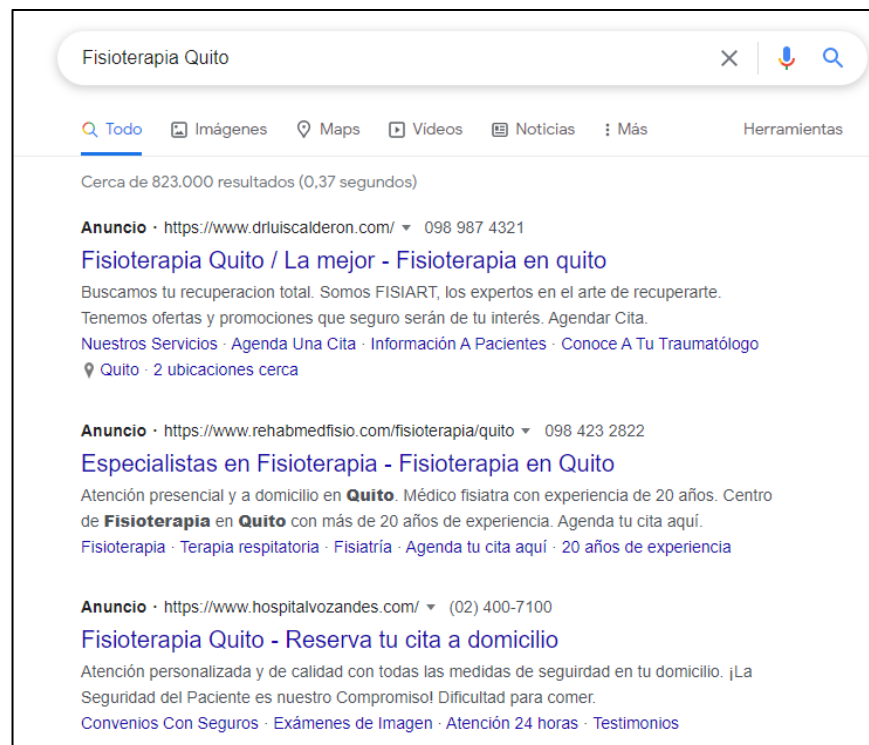 Fisioterapia Quito
Todo Imágenes Maps Vídeos Noticias Más Herramientas
Cerca de 823.000 resultados (0,37 segundos)
Anuncio · https://www.drluiscalderon.com/ 098 987 4321
Fisioterapia Quito / La mejor - Fisioterapia en quito
Buscamos tu recuperacion total. Somos FISIART, los expertos en el arte de recuperarte.
Tenemos ofertas y promociones que seguro serán de tu interés. Agendar Cita.
Nuestros Servicios · Agenda Una Cita · Información A Pacientes · Conoce A Tu Traumatólogo
Quito · 2 ubicaciones cerca
Anuncio · https://www.rehabmedfisio.com/fisioterapia/quito 098 423 2822
Especialistas en Fisioterapia - Fisioterapia en Quito
Atención presencial y a domicilio en Quito. Médico fisiatra con experiencia de 20 años. Centro
de Fisioterapia en Quito con más de 20 años de experiencia. Agenda tu cita aquí.
Fisioterapia · Terapia respitatoria · Fisiatría · Agenda tu cita aquí · 20 años de experiencia
Anuncio · https://www.hospitalvozandes.com/ (02) 400-7100
Fisioterapia Quito - Reserva tu cita a domicilio
Atención personalizada y de calidad con todas las medidas de seguirdad en tu domicilio. ¡La
Seguridad del Paciente es nuestro Compromiso! Dificultad para comer.
Convenios Con Seguros · Exámenes de Imagen · Atención 24 horas · Testimonios